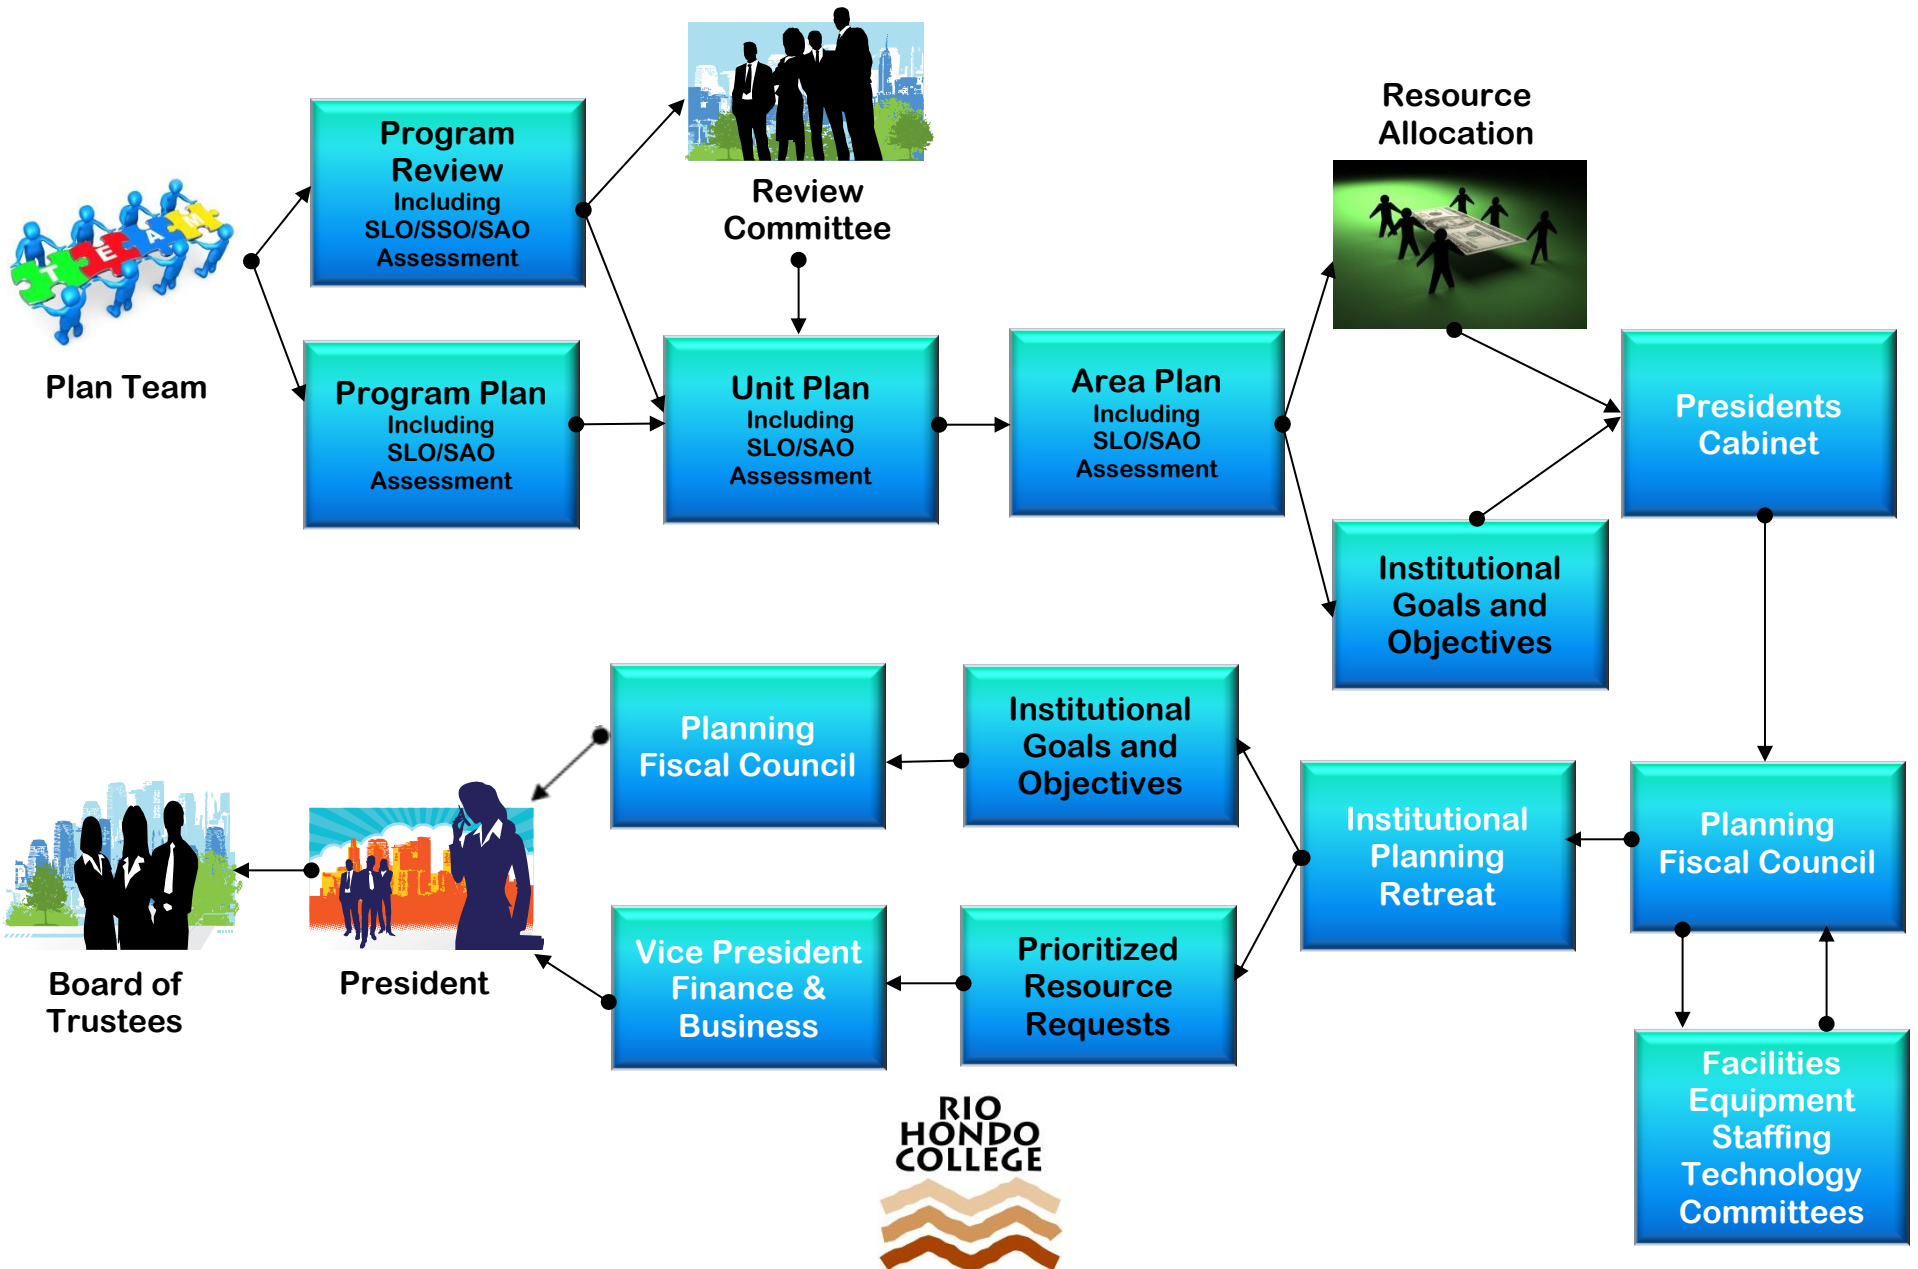 T E A M
Plan Team
Program
Review
Including
SLO/SSO/SAO
Assessment
Program Plan
Including
SLO/SAO
Assessment
Review
Committee
Unit Plan
Including
SLO/SAO
Assessment
Area Plan
Including
SLO/SAO
Assessment
Resource
Allocation
Institutional
Goals and
Objectives
Presidents
Cabinet
Planning
Fiscal Council
Facilities
Equipment
Staffing
Technology
Committees
Institutional
Planning
Retreat
Institutional
Goals and
Objectives
Prioritized
Resource
Requests
Planning
Fiscal Council
Vice President
Finance &
Business
President
Board of
Trustees
RIO
HONDO
COLLEGE